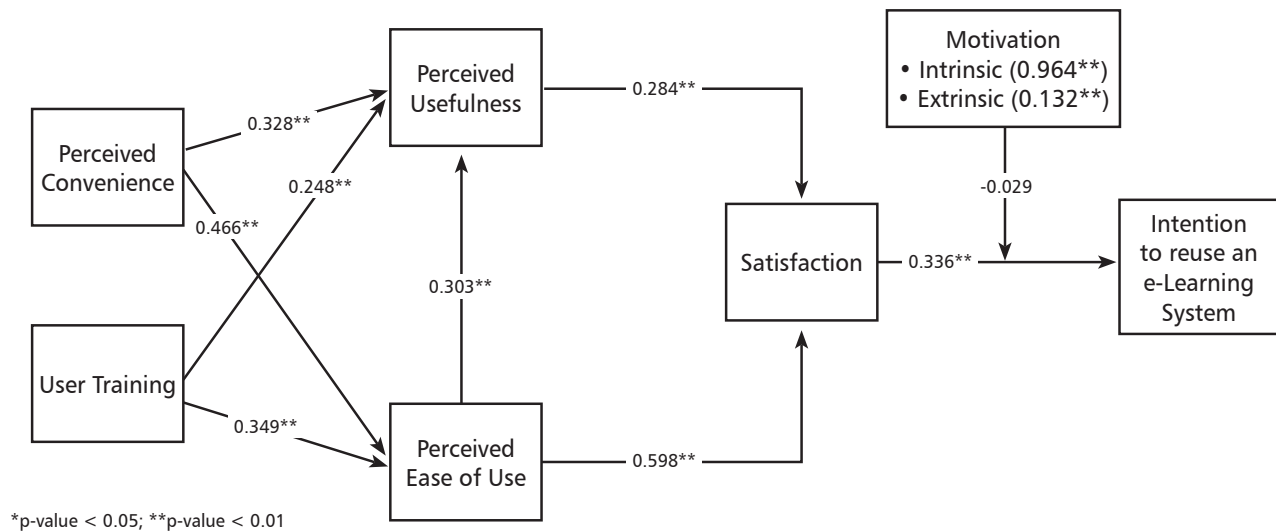 Motivation
• Intrinsic (0.964**)
• Extrinsic (0.132**)
Perceived
Usefulness
0.284**
0.328**
Perceived
Convenience
0.248**
-0.029
0.466**
Intention
to reuse an
e-Learning
System
Satisfaction
0.336**
0.303**
User Training
0.349**
Perceived
Ease of Use
0.598**
*p-value < 0.05; **p-value < 0.01